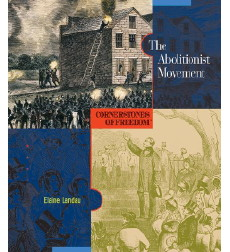 The
Abolitionist
Movement
CORNERSTONES
OF FREEDOM
Elaine Landau